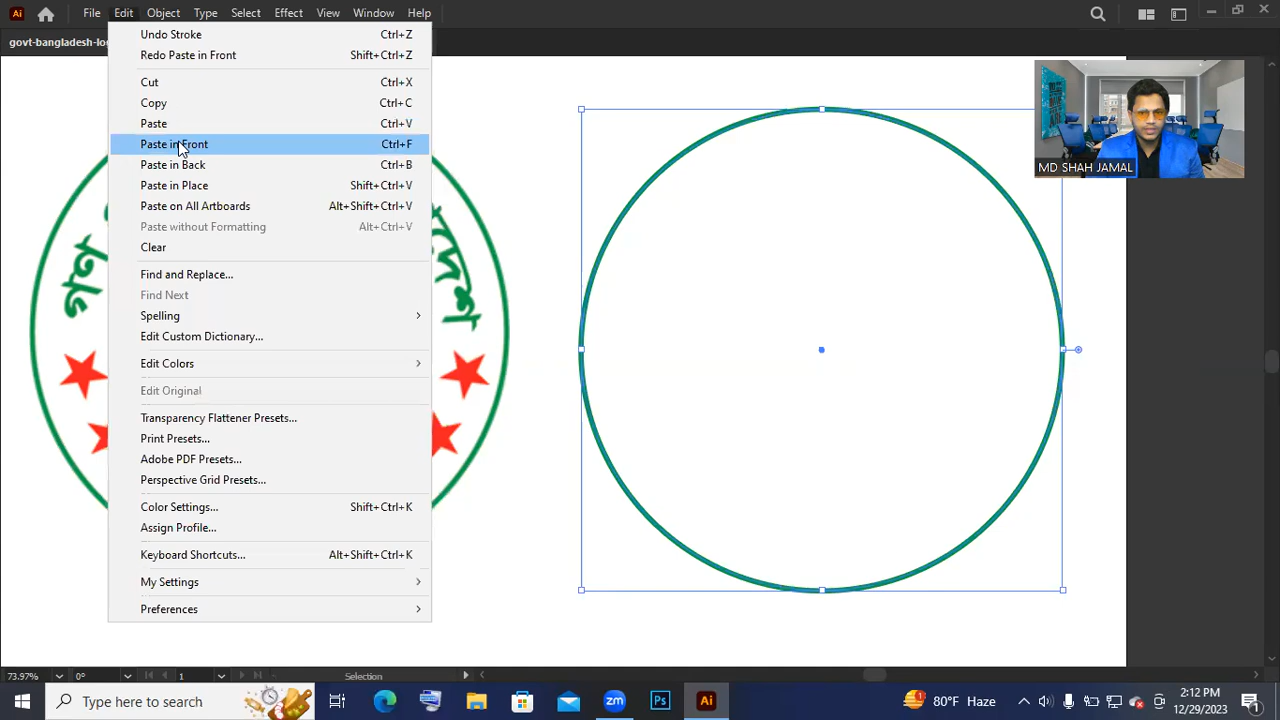 File Edit Object Type Select Effect View Window Help
govt-bangladesh-lo
Undo Stroke Ctrl+Z
Redo Paste in Front Shift+Ctrl+Z
Cut Ctrl+X
Copy Ctrl+C
Paste Ctrl+V
Paste in Front Ctrl+F
Paste in Back Ctrl+B
Paste in Place Shift+Ctrl+V
Paste on All Artboards Alt+Shift+Ctrl+V
Paste without Formatting Alt+Ctrl+V
Clear
Find and Replace...
Find Next
Spelling
Edit Custom Dictionary...
Edit Colors
Edit Original
Transparency Flattener Presets...
Print Presets...
Adobe PDF Presets...
Perspective Grid Presets...
Color Settings... Shift+Ctrl+K
Assign Profile...
Keyboard Shortcuts... Alt+Shift+Ctrl+K
My Settings
Preferences
MD SHAH JAMAL
73.97% 0° 1 Selection
Type here to search
zm Ps Ai
80°F Haze
2:12 PM
12/29/2023